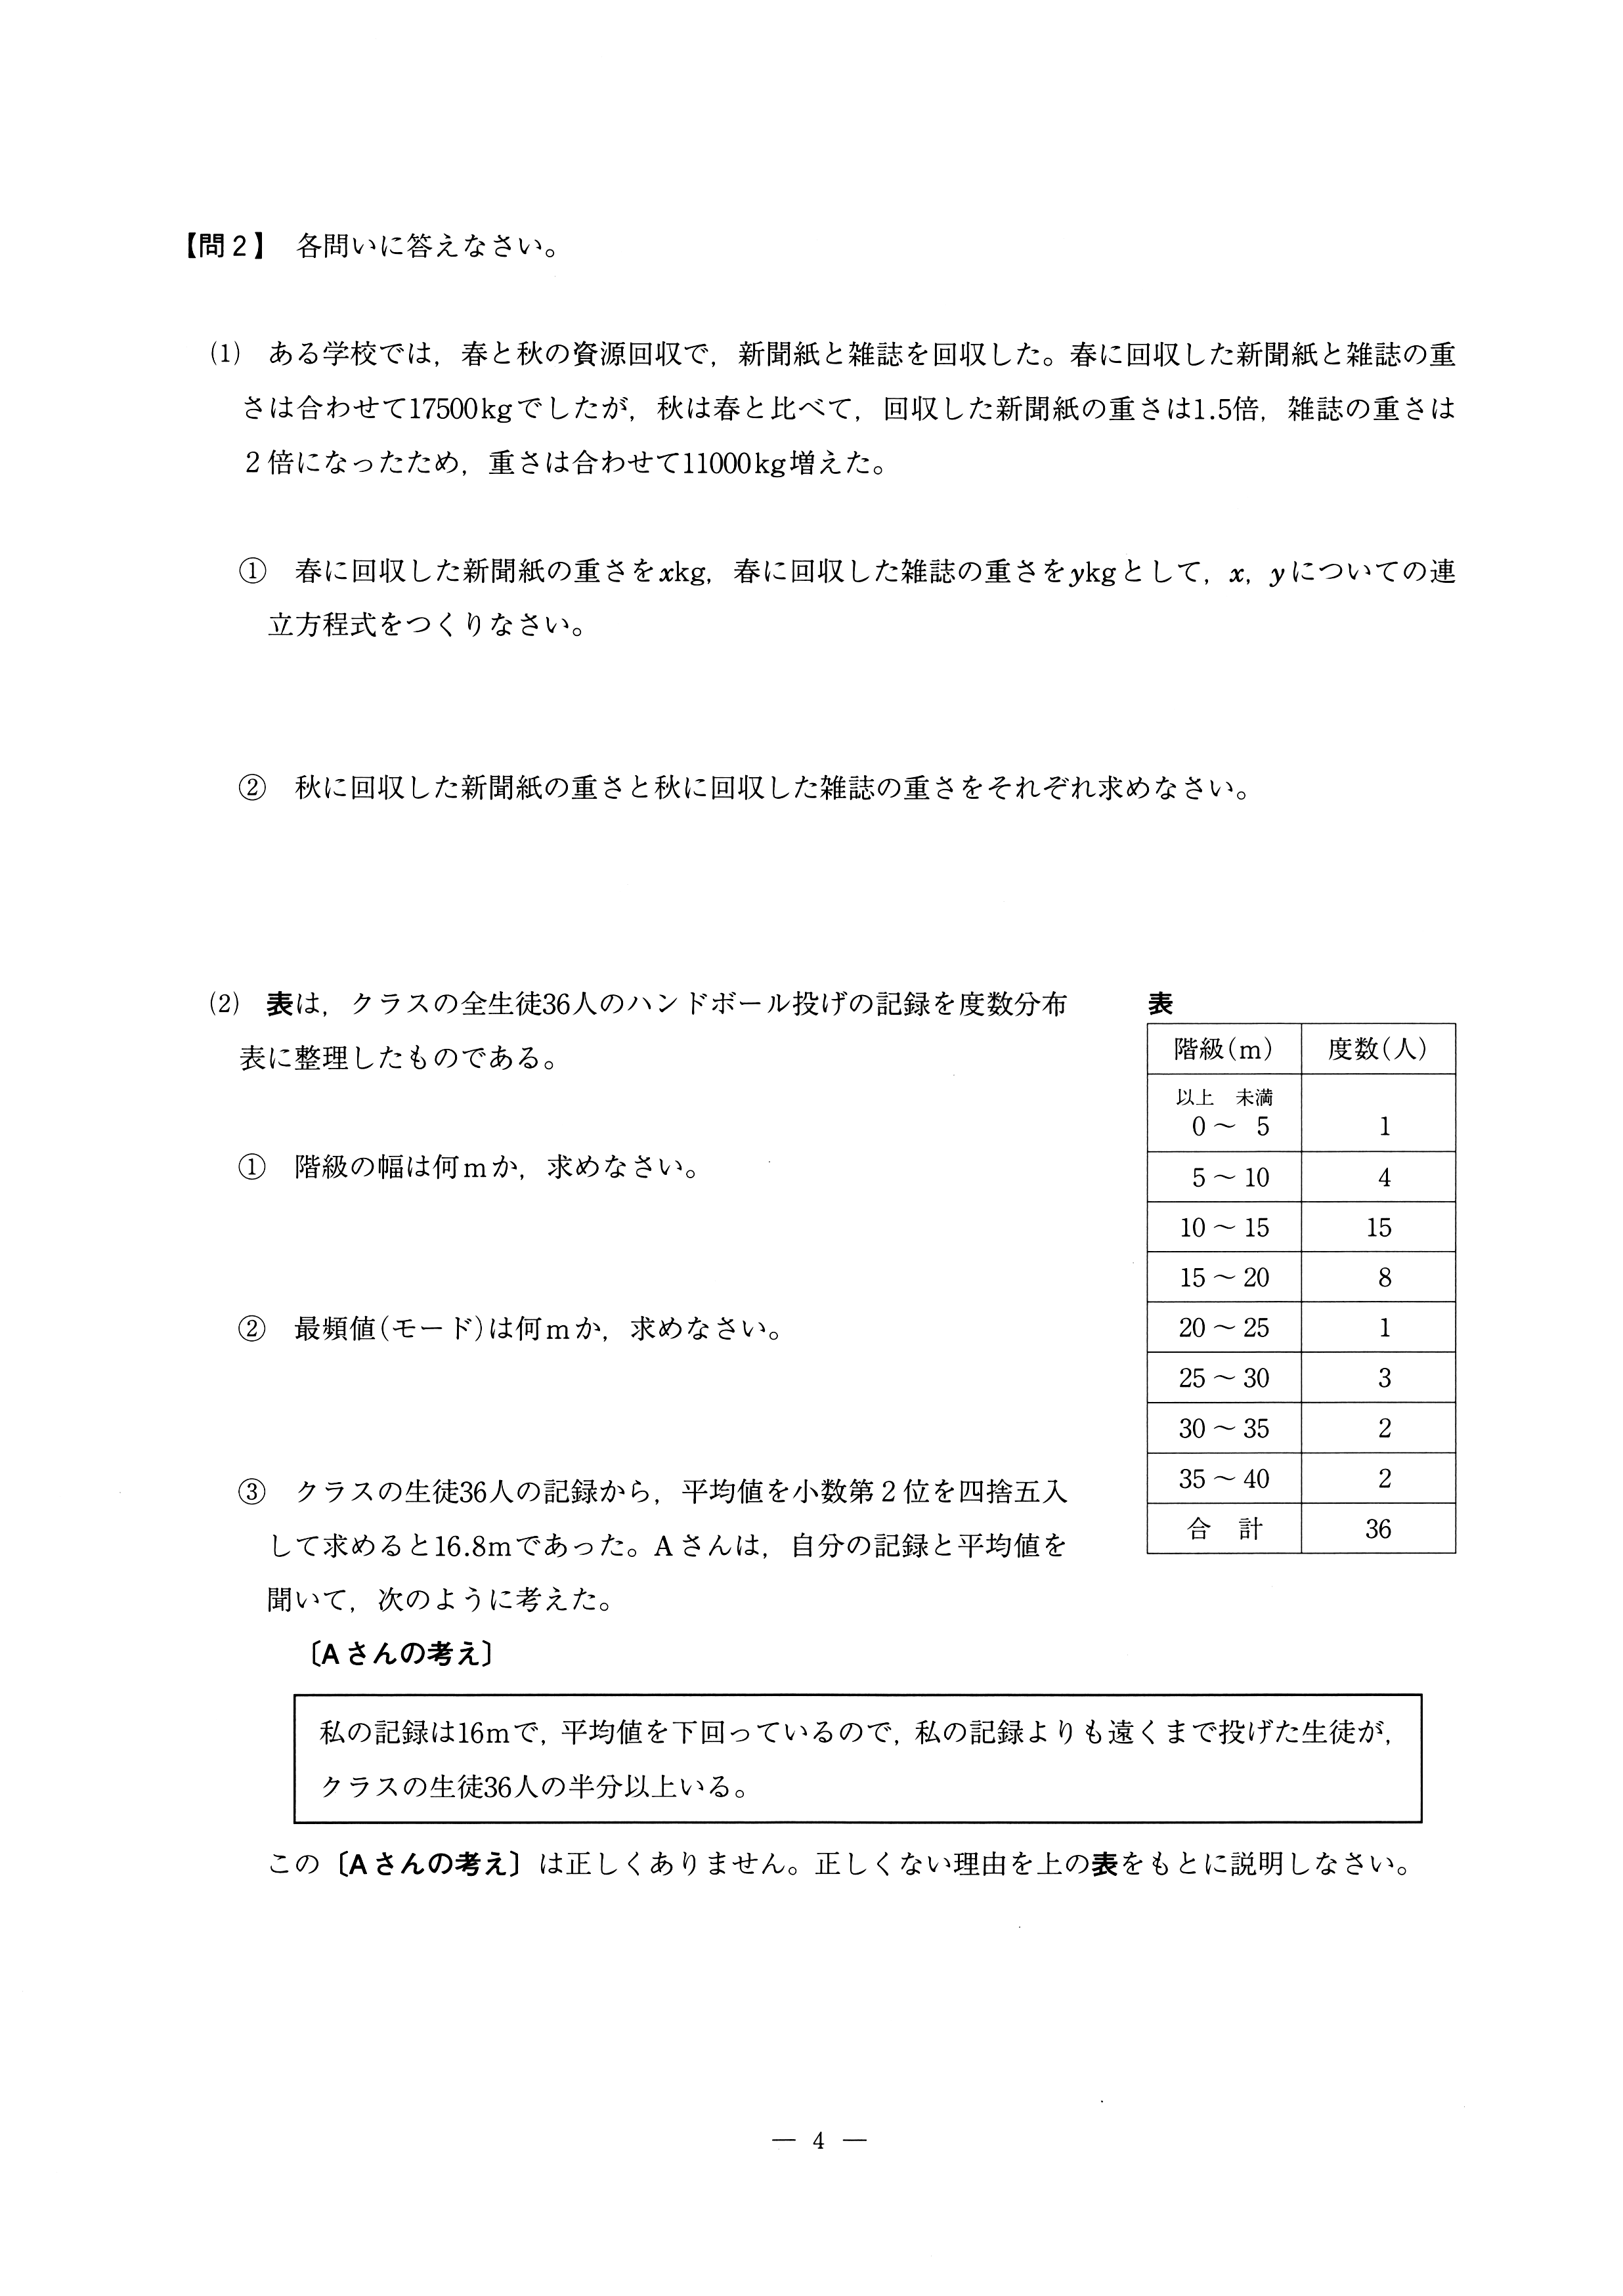 【問2】　各問いに答えなさい。
(1)　ある学校では，春と秋の資源回収で，新聞紙と雑誌を回収した。春に回収した新聞紙と雑誌の重
さは合わせて17500kgでしたが，秋は春と比べて，回収した新聞紙の重さは1.5倍，雑誌の重さは
2倍になったため，重さは合わせて11000kg増えた。
①　春に回収した新聞紙の重さをxkg，春に回収した雑誌の重さをykgとして，x，yについての連
立方程式をつくりなさい。
②　秋に回収した新聞紙の重さと秋に回収した雑誌の重さをそれぞれ求めなさい。
(2)　表は，クラスの全生徒36人のハンドボール投げの記録を度数分布
表に整理したものである。
①　階級の幅は何mか，求めなさい。
②　最頻値(モード)は何mか，求めなさい。
表
階級(m)　度数(人)
以上　未満
0～5　1
5～10　4
10～15　15
15～20　8
20～25　1
25～30　3
30～35　2
35～40　2
合　計　36
③　クラスの生徒36人の記録から，平均値を小数第2位を四捨五入
して求めると16.8mであった。Aさんは，自分の記録と平均値を
聞いて，次のように考えた。
〔Aさんの考え〕
私の記録は16mで，平均値を下回っているので，私の記録よりも遠くまで投げた生徒が，
クラスの生徒36人の半分以上いる。
この〔Aさんの考え〕は正しくありません。正しくない理由を上の表をもとに説明しなさい。
— 4 —